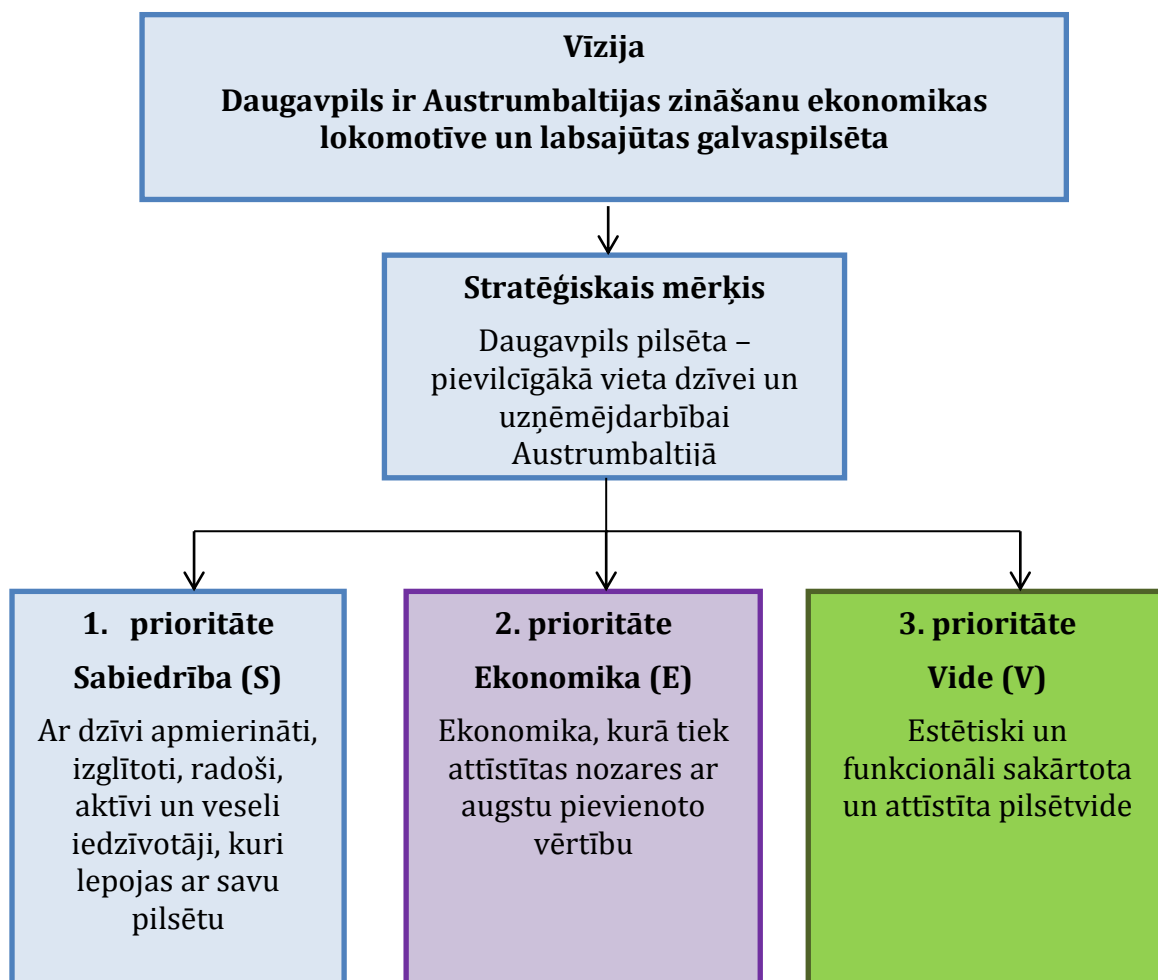 Vīzija
Daugavpils ir Austrumbaltijas zināšanu ekonomikas
lokomotīve un labsajūtas galvaspilsēta
Stratēģiskais mērķis
Daugavpils pilsēta –
pievilcīgākā vieta dzīvei un
uzņēmējdarbībai
Austrumbaltijā
1. prioritāte
Sabiedrība (S)
Ar dzīvi apmierināti,
izglītoti, radoši,
aktīvi un veseli
iedzīvotāji, kuri
lepojas ar savu
pilsētu
2. prioritāte
Ekonomika (E)
Ekonomika, kurā tiek
attīstītas nozares ar
augstu pievienoto
vērtību
3. prioritāte
Vide (V)
Estētiski un
funkcionāli sakārtota
un attīstīta pilsētvide